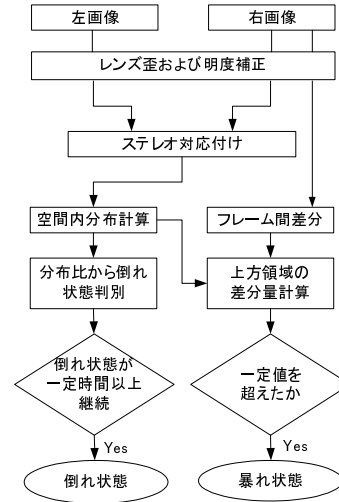 左画像
右画像
レンズ歪および明度補正
ステレオ対応付け
空間内分布計算
フレーム間差分
分布比から倒れ
状態判別
上方領域の
差分量計算
倒れ状態が
一定時間以上
継続
一定値を
超えたか
Yes
Yes
倒れ状態
暴れ状態